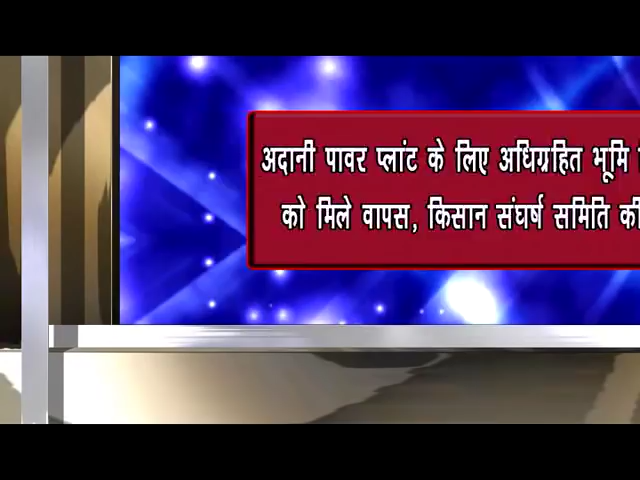 अदानी पावर प्लांट के लिए अधिग्रहित भूमि
को मिले वापस, किसान संघर्ष समिति की